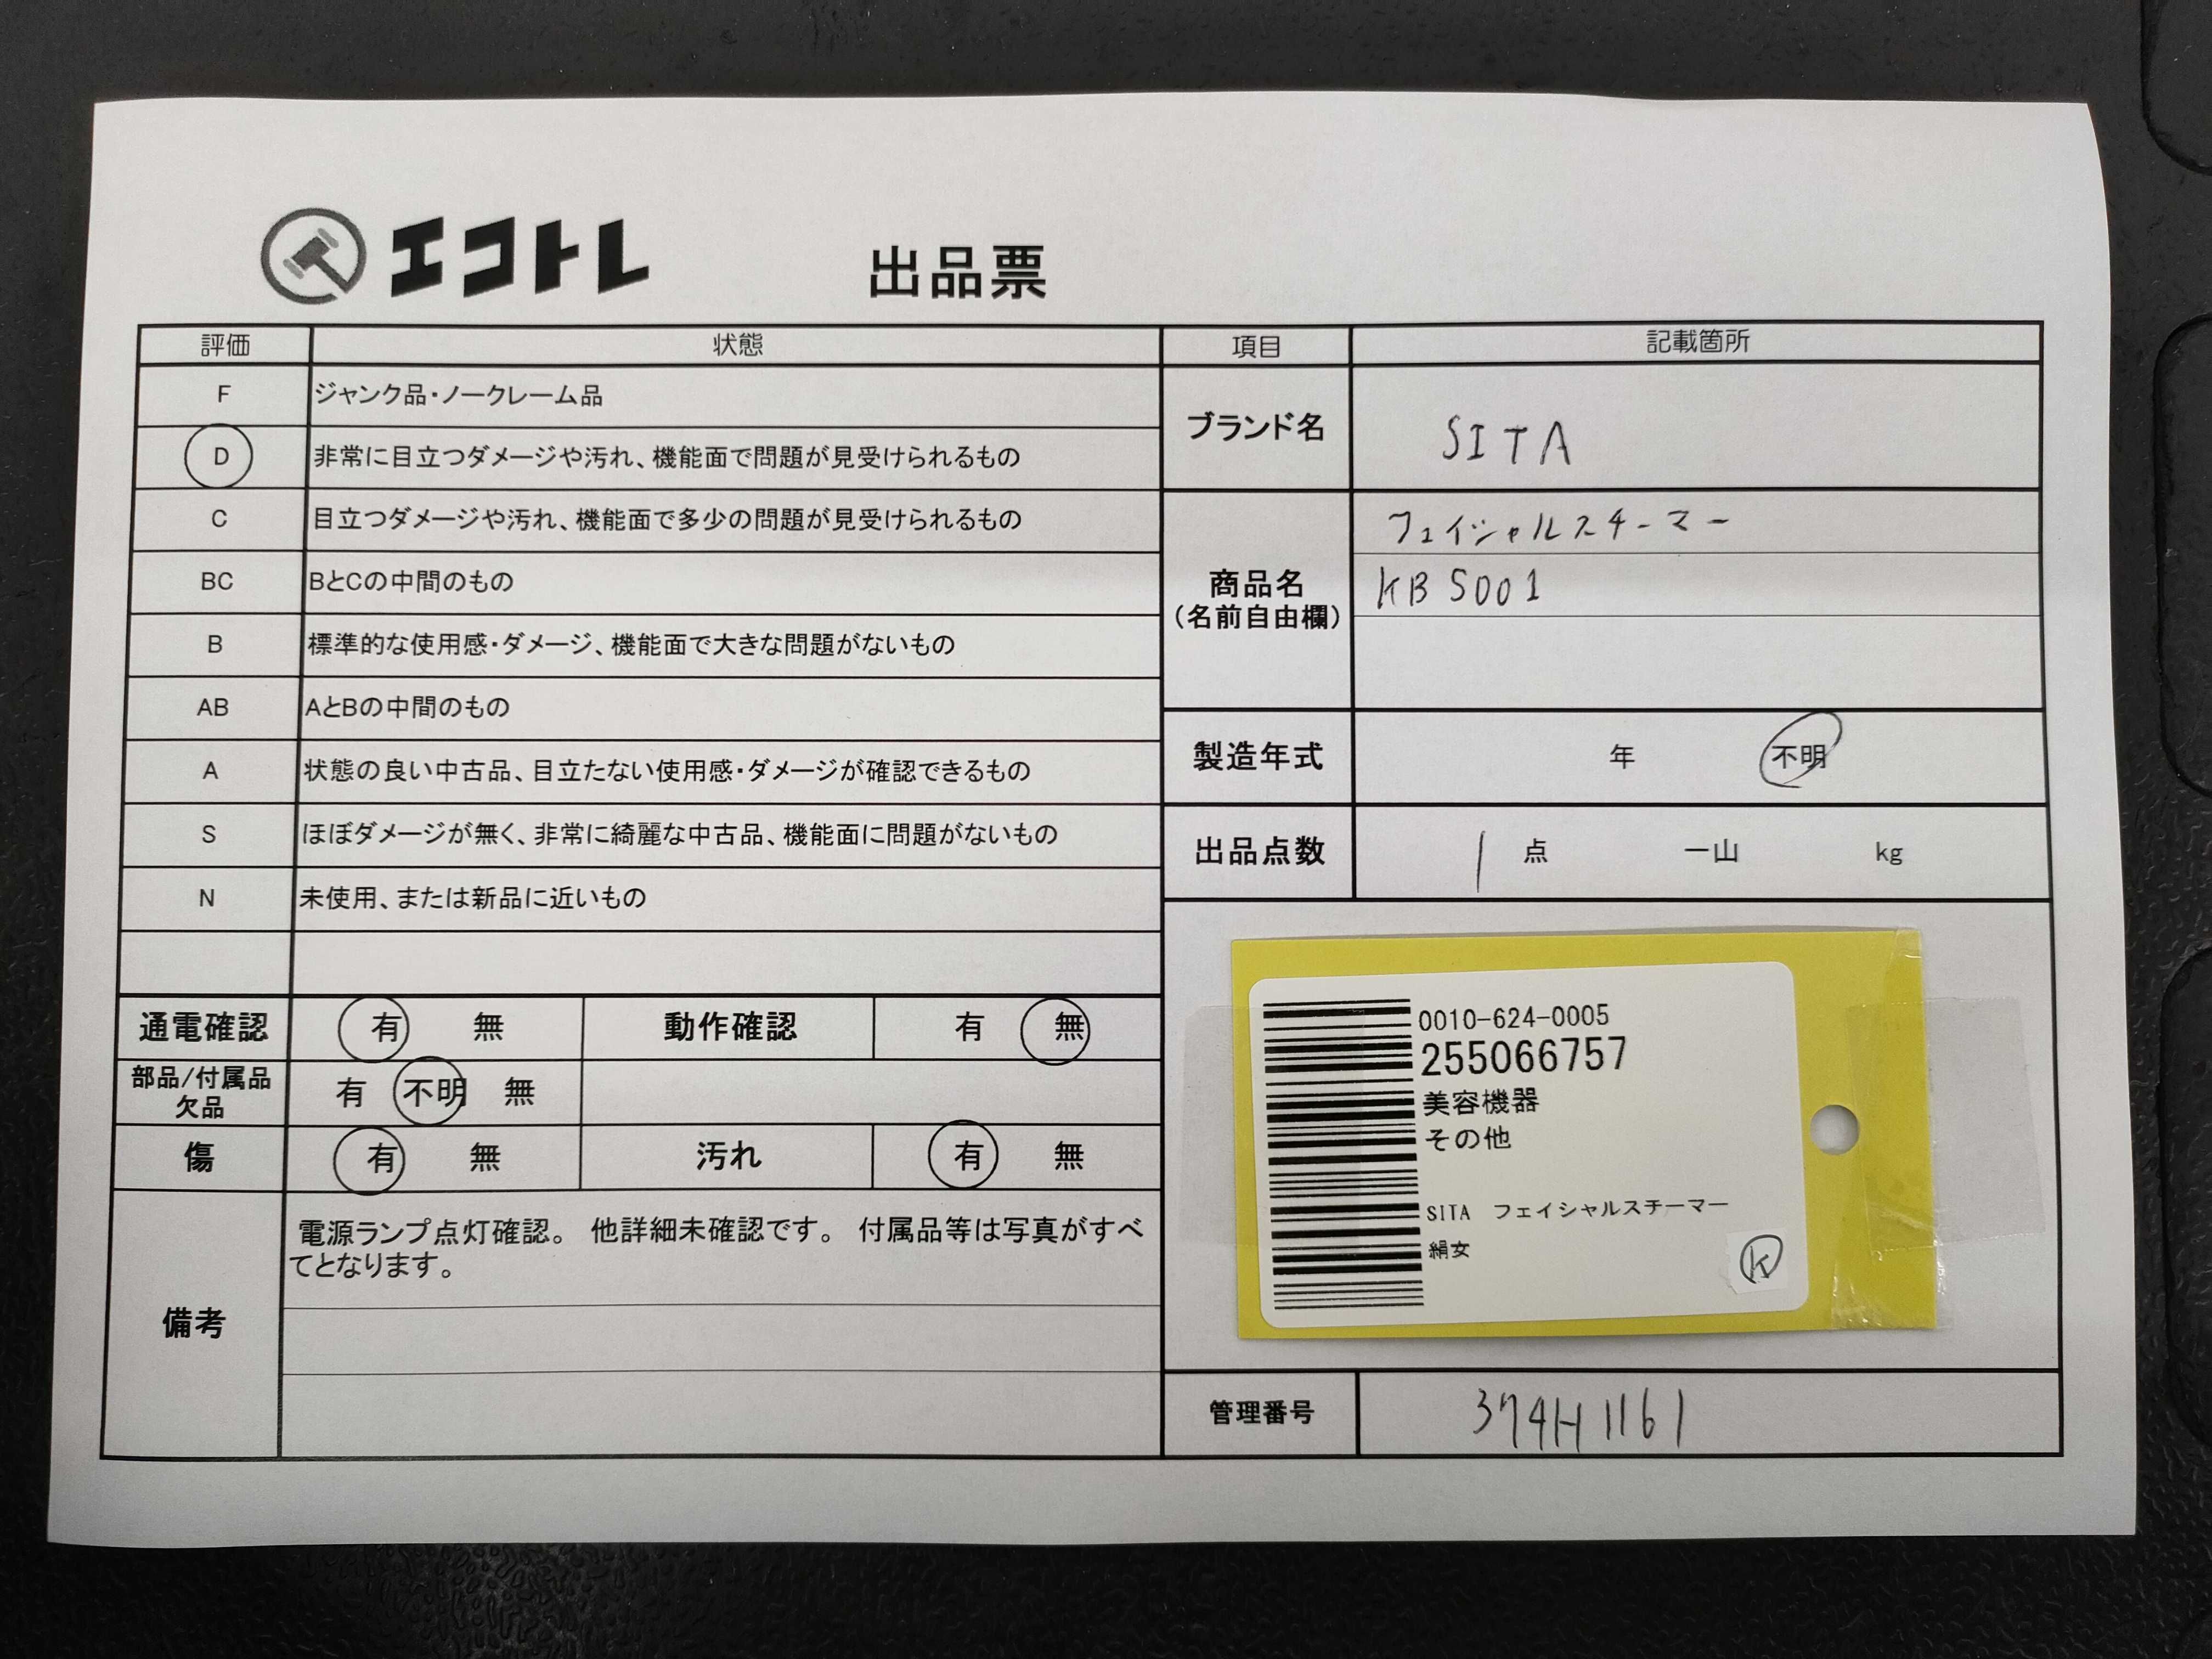 エコトレ
出品票
評価 状態
F ジャンク品・ノークレーム品
D 非常に目立つダメージや汚れ、機能面で問題が見受けられるもの
C 目立つダメージや汚れ、機能面で多少の問題が見受けられるもの
BC BとCの中間のもの
B 標準的な使用感・ダメージ、機能面で大きな問題がないもの
AB AとBの中間のもの
A 状態の良い中古品、目立たない使用感・ダメージが確認できるもの
S ほぼダメージが無く、非常に綺麗な中古品、機能面に問題がないもの
N 未使用、または新品に近いもの
通電確認 有 無 動作確認 有 無
部品/付属品
欠品 有 不明 無
傷 有 無 汚れ 有 無
備考
電源ランプ点灯確認。 他詳細未確認です。 付属品等は写真がすべ
てとなります。
項目 記載箇所
ブランド名 SITA
商品名
(名前自由欄)
フェイシャルスチーマー
KB S001
製造年式 年 不明
出品点数 1 点 一山 kg
0010-624-0005
255066757
美容機器
その他
SITA フェイシャルスチーマー
絹女
K
管理番号 374H1161